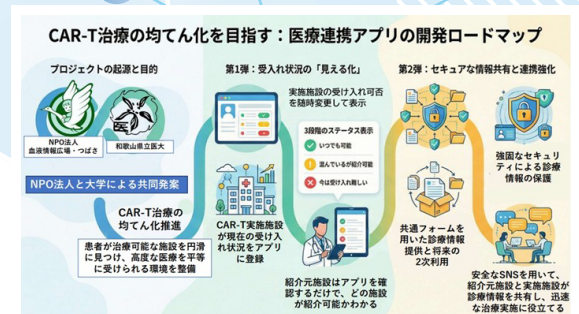 CAR-T治療の均てん化を目指す：医療連携アプリの開発ロードマップ
プロジェクトの起源と目的
NPO法人
血液情報広場・つばさ
和歌山県立医大
NPO法人と大学による共同発案
CAR-T治療の
均てん化推進
患者が治療可能な施設を円滑
に見つけ、高度な医療を平等
に受けられる環境を整備
第1弾：受入れ状況の「見える化」
実施施設の受け入れ可否
を随時変更して表示
3段階のステータス表示
いつでも可能
混んでいるが紹介可能
今は受け入れ難しい
CAR-T実施施設
が現在の受け入
れ状況をアプリ
に登録
紹介元施設はアプリを確
認するだけで、どの施設
が紹介可能かわかる
第2弾：セキュアな情報共有と連携強化
強固なセキュリ
ティによる診療
情報の保護
共通フォームを
用いた診療情報
提供と将来の
2次利用
安全なSNSを用いて、
紹介元施設と実施施設が
診療情報を共有し、迅速
な治療実施に役立てる